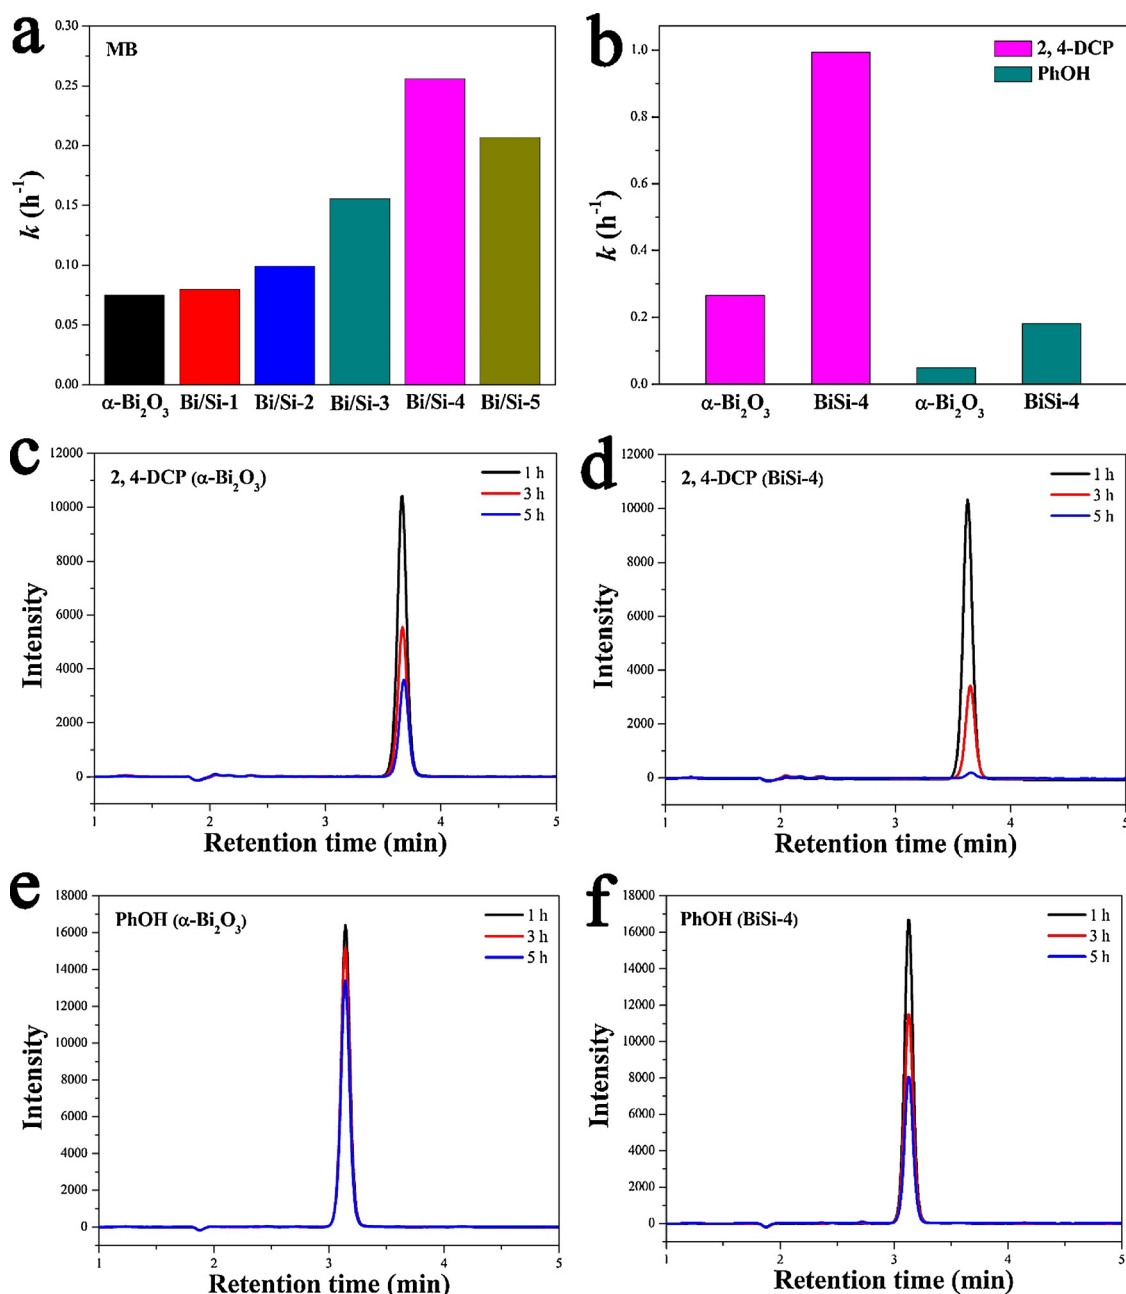 a
MB
0.30
0.25
0.20
0.15
0.10
0.05
0.00
k (h⁻¹)
α-Bi₂O₃ Bi/Si-1 Bi/Si-2 Bi/Si-3 Bi/Si-4 Bi/Si-5
b
2, 4-DCP
PhOH
1.0
0.8
0.6
0.4
0.2
0.0
k (h⁻¹)
α-Bi₂O₃ BiSi-4 α-Bi₂O₃ BiSi-4
c
2, 4-DCP (α-Bi₂O₃)
1 h
3 h
5 h
12000
10000
8000
6000
4000
2000
0
Intensity
1 2 3 4 5
Retention time (min)
d
2, 4-DCP (BiSi-4)
1 h
3 h
5 h
12000
10000
8000
6000
4000
2000
0
Intensity
1 2 3 4 5
Retention time (min)
e
PhOH (α-Bi₂O₃)
1 h
3 h
5 h
18000
16000
14000
12000
10000
8000
6000
4000
2000
0
Intensity
1 2 3 4 5
Retention time (min)
f
PhOH (BiSi-4)
1 h
3 h
5 h
18000
16000
14000
12000
10000
8000
6000
4000
2000
0
Intensity
1 2 3 4 5
Retention time (min)